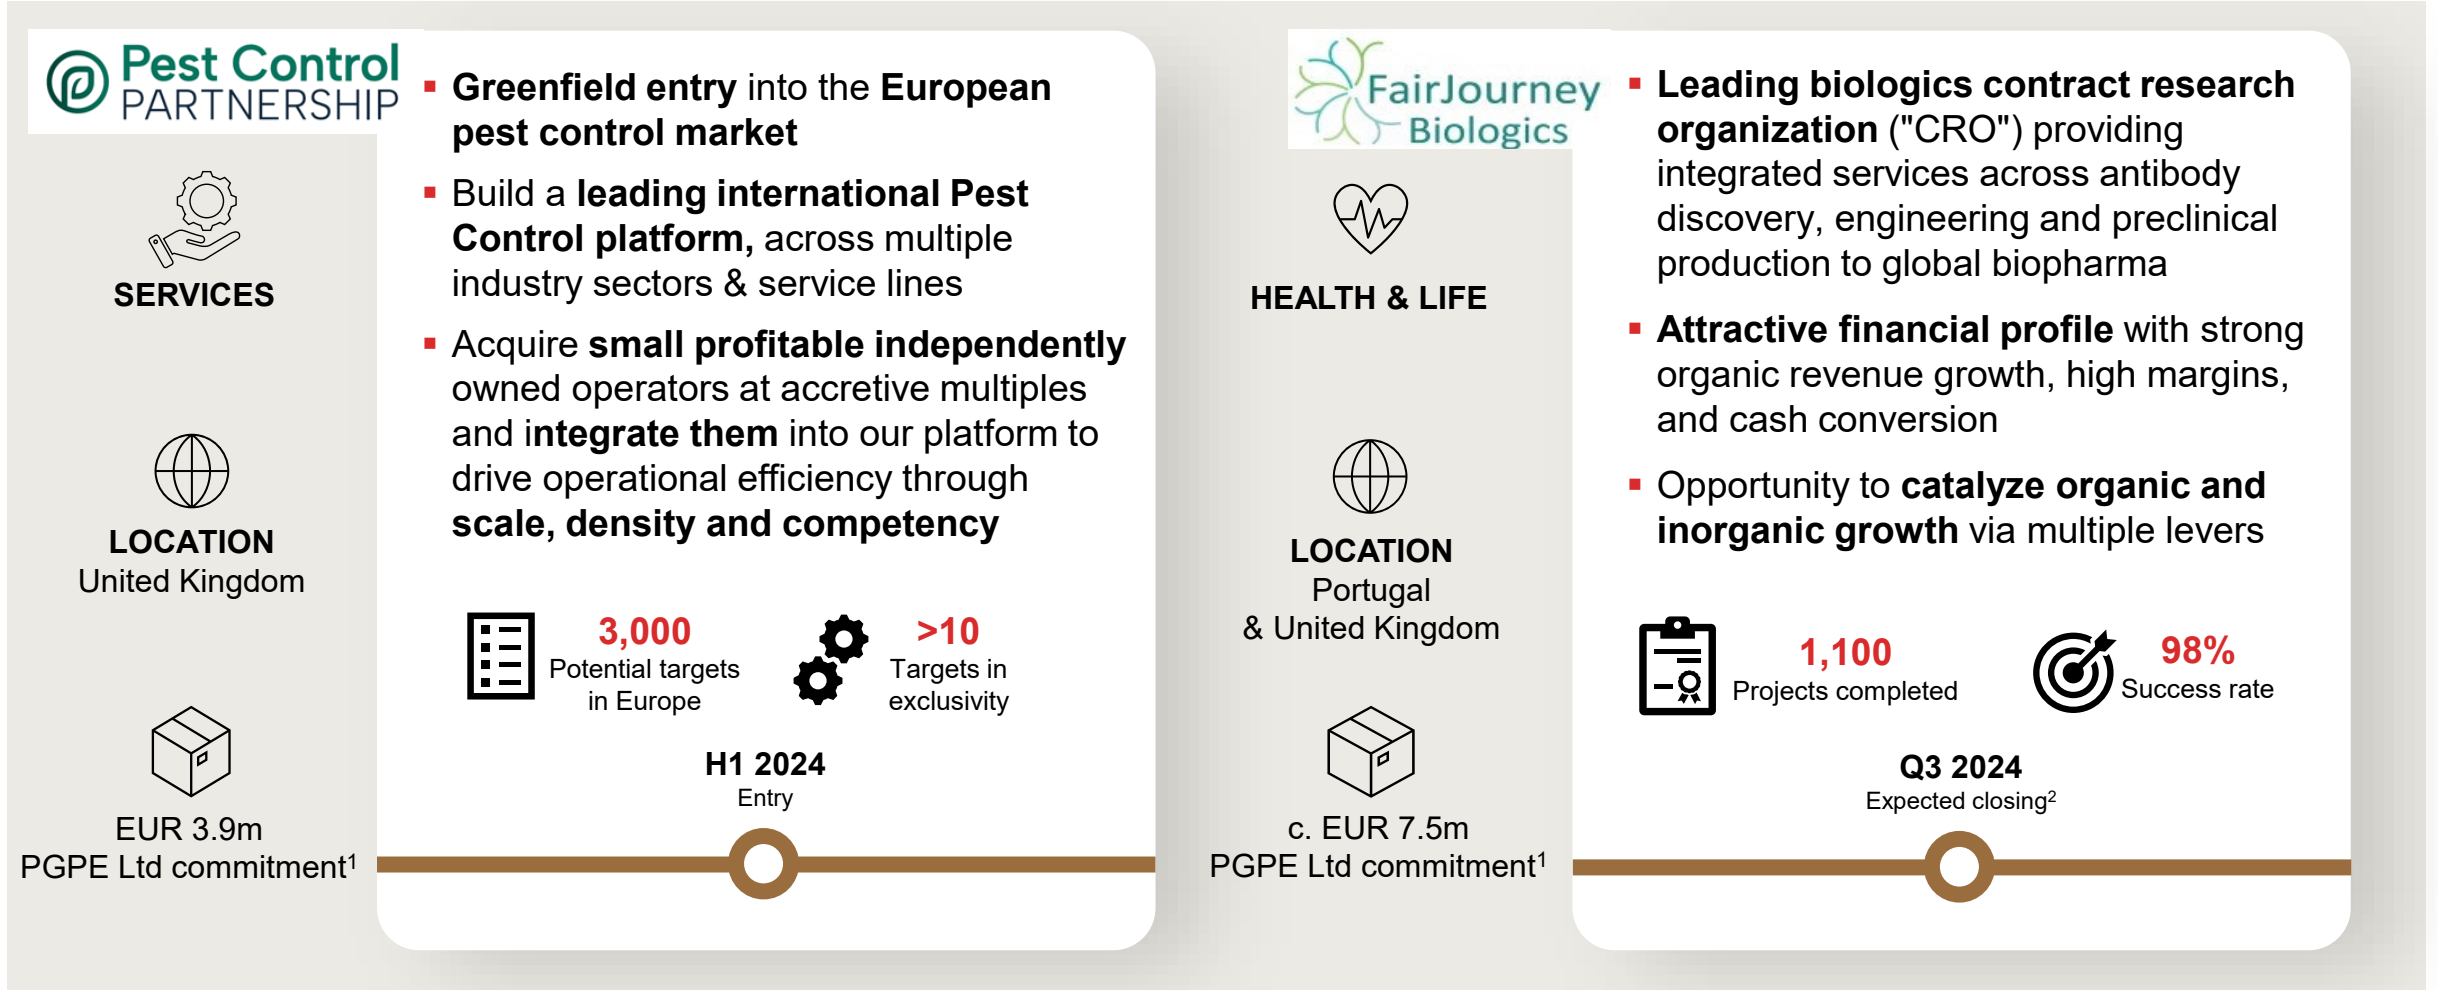 Pest Control
PARTNERSHIP
SERVICES
LOCATION
United Kingdom
EUR 3.9m
PGPE Ltd commitment¹
▪ Greenfield entry into the European
pest control market
▪ Build a leading international Pest
Control platform, across multiple
industry sectors & service lines
▪ Acquire small profitable independently
owned operators at accretive multiples
and integrate them into our platform to
drive operational efficiency through
scale, density and competency
3,000
Potential targets
in Europe
>10
Targets in
exclusivity
H1 2024
Entry
FairJourney
Biologics
HEALTH & LIFE
LOCATION
Portugal
& United Kingdom
c. EUR 7.5m
PGPE Ltd commitment¹
▪ Leading biologics contract research
organization ("CRO") providing
integrated services across antibody
discovery, engineering and preclinical
production to global biopharma
▪ Attractive financial profile with strong
organic revenue growth, high margins,
and cash conversion
▪ Opportunity to catalyze organic and
inorganic growth via multiple levers
1,100
Projects completed
98%
Success rate
Q3 2024
Expected closing²